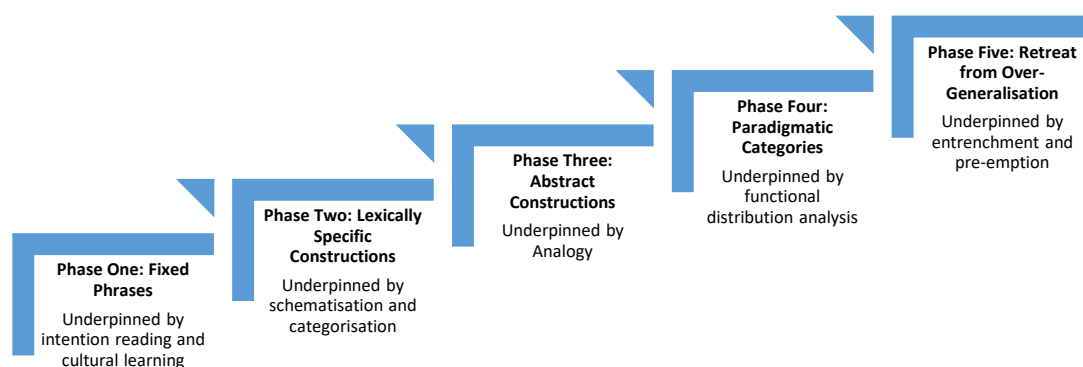 Phase One: Fixed
Phrases
Underpinned by
intention reading and
cultural learning
Phase Two: Lexically
Specific
Constructions
Underpinned by
schematisation and
categorisation
Phase Three:
Abstract
Constructions
Underpinned by
Analogy
Phase Four:
Paradigmatic
Categories
Underpinned by
functional
distribution analysis
Phase Five: Retreat
from Over-
Generalisation
Underpinned by
entrenchment and
pre-emption